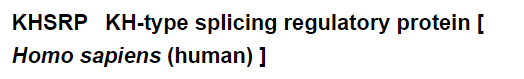 KHSRP KH-type splicing regulatory protein [
Homo sapiens (human) ]